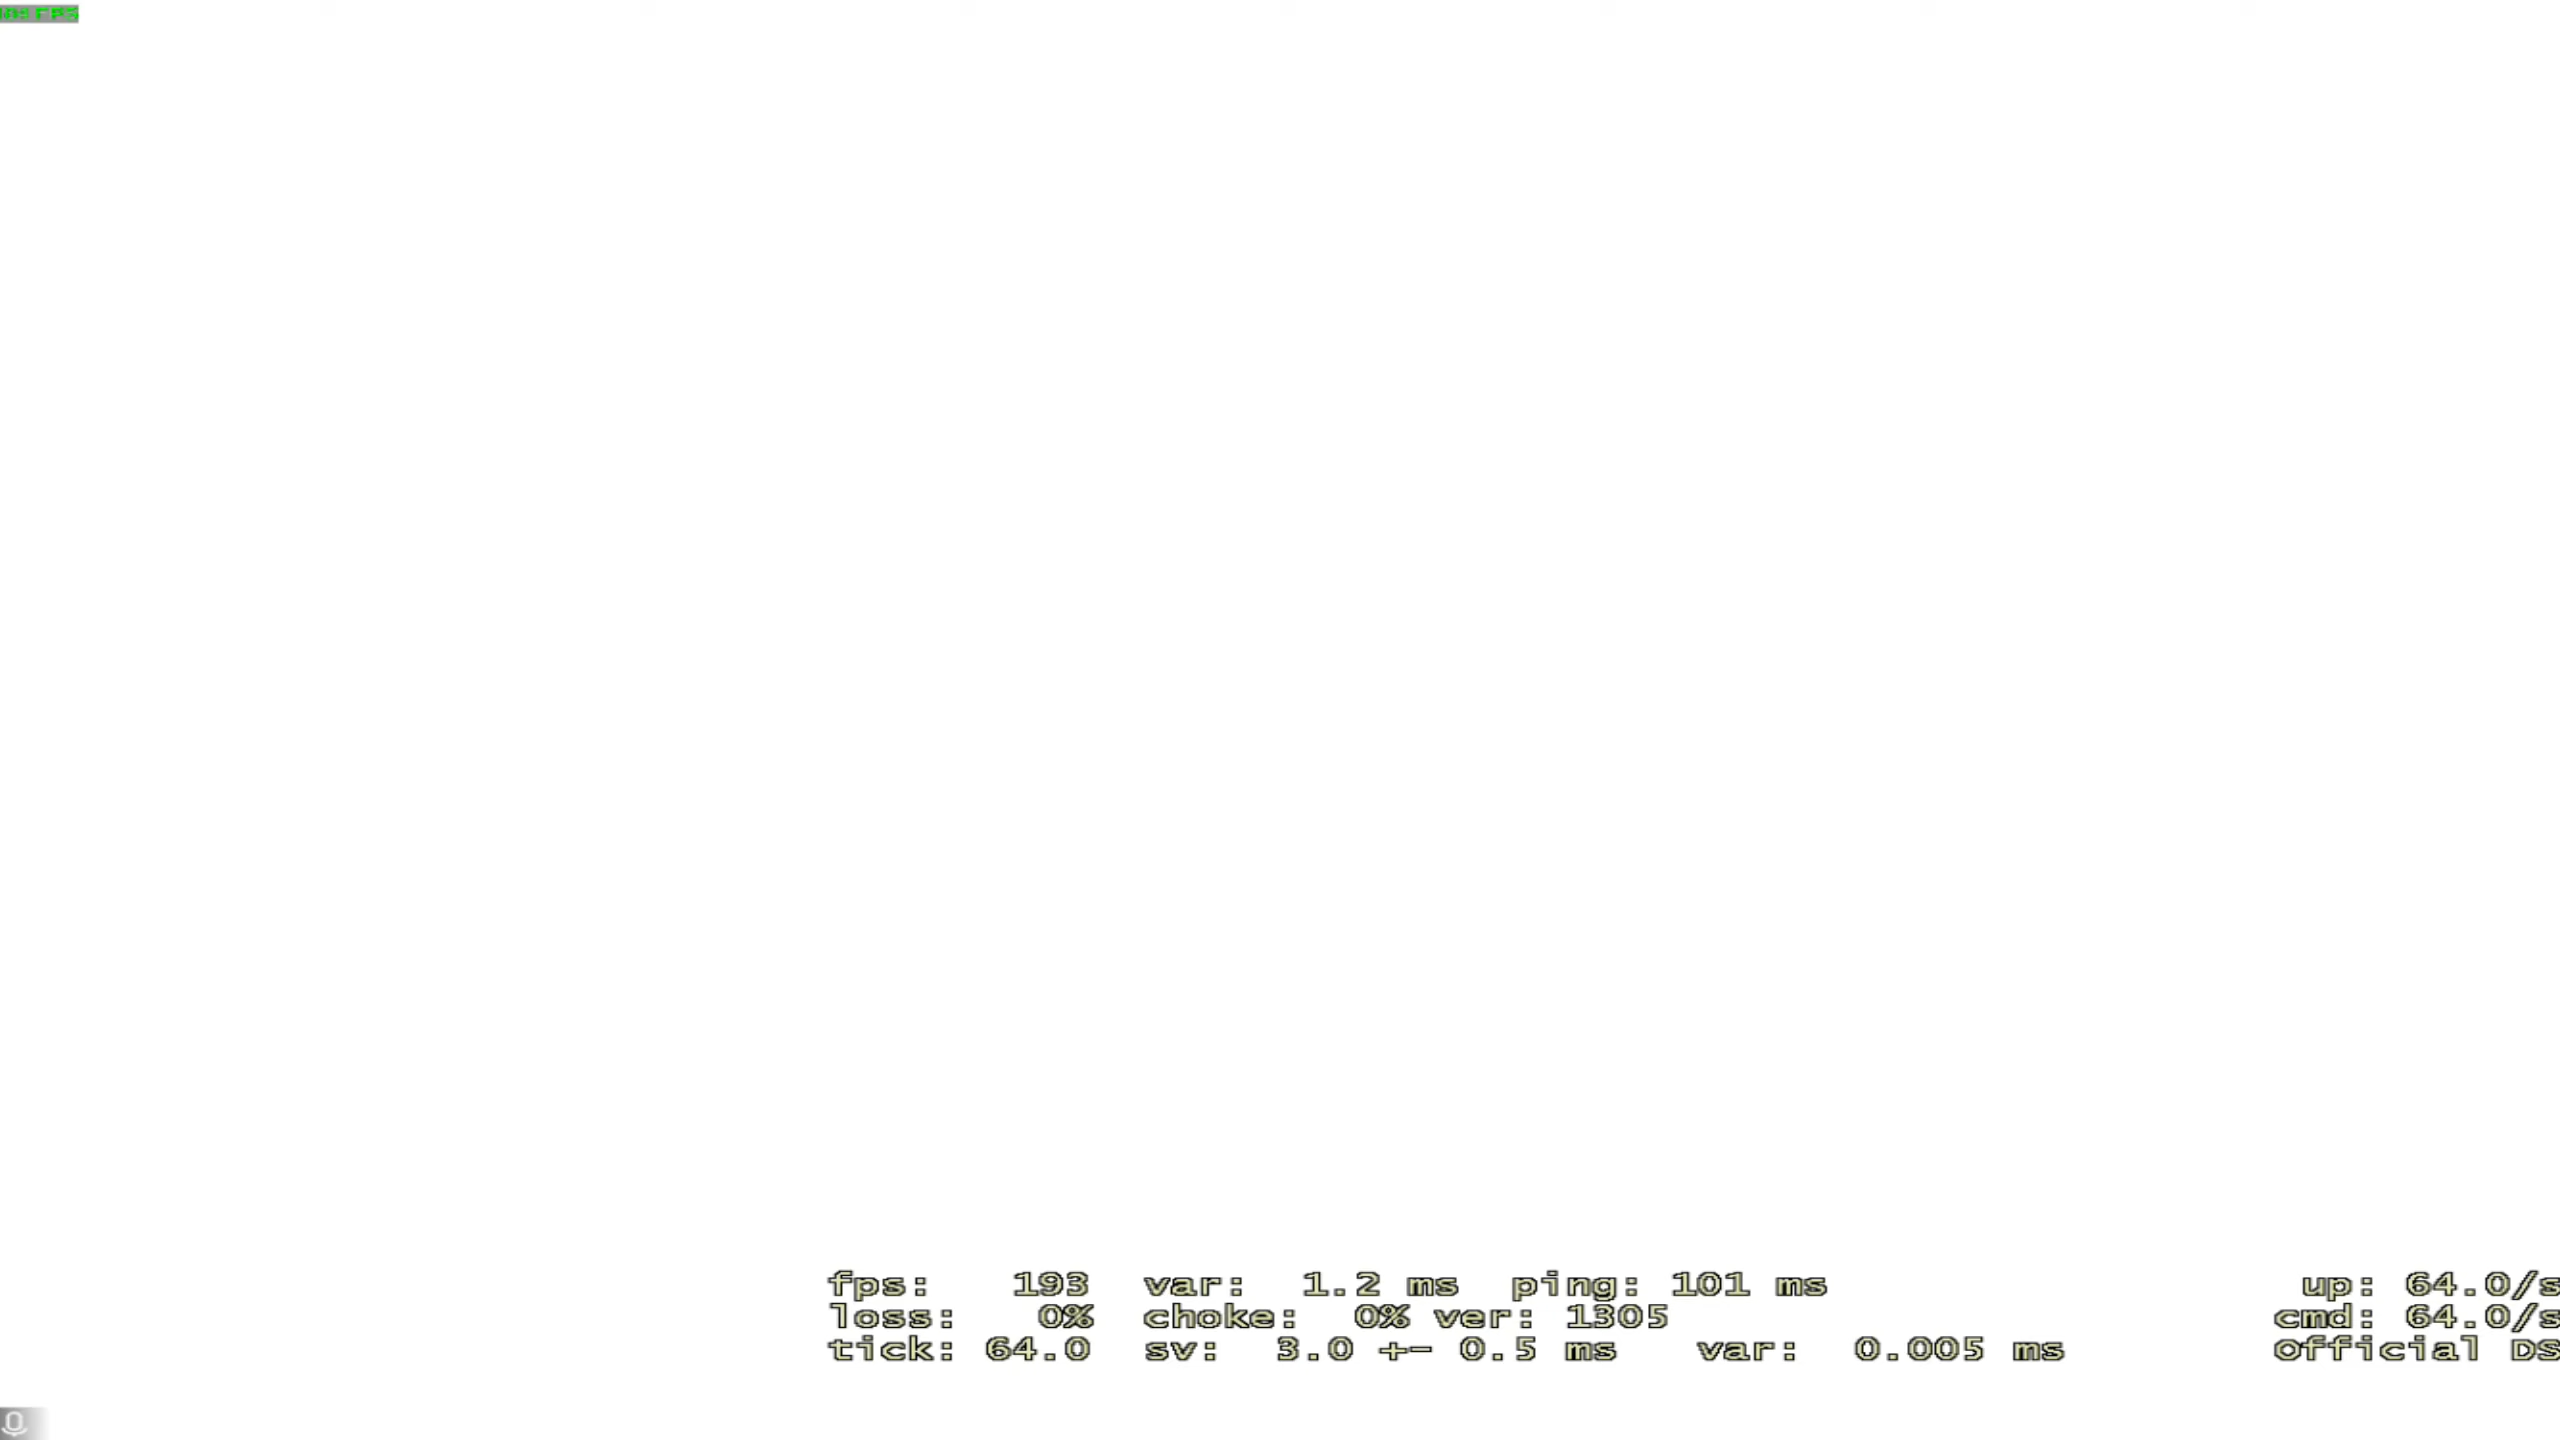 FPS
fps: 193 var: 1.2 ms ping: 101 ms up: 64.0/s
loss: 0% choke: 0% ver: 1305 cmd: 64.0/s
tick: 64.0 sv: 3.0 +- 0.5 ms var: 0.005 ms Official DS